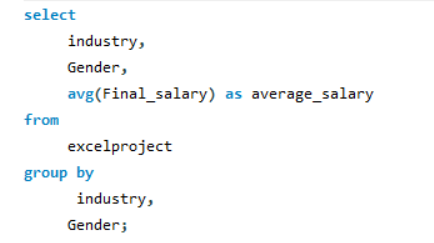 select
industry,
Gender,
avg(Final_salary) as average_salary
from
excelproject
group by
industry,
Gender;